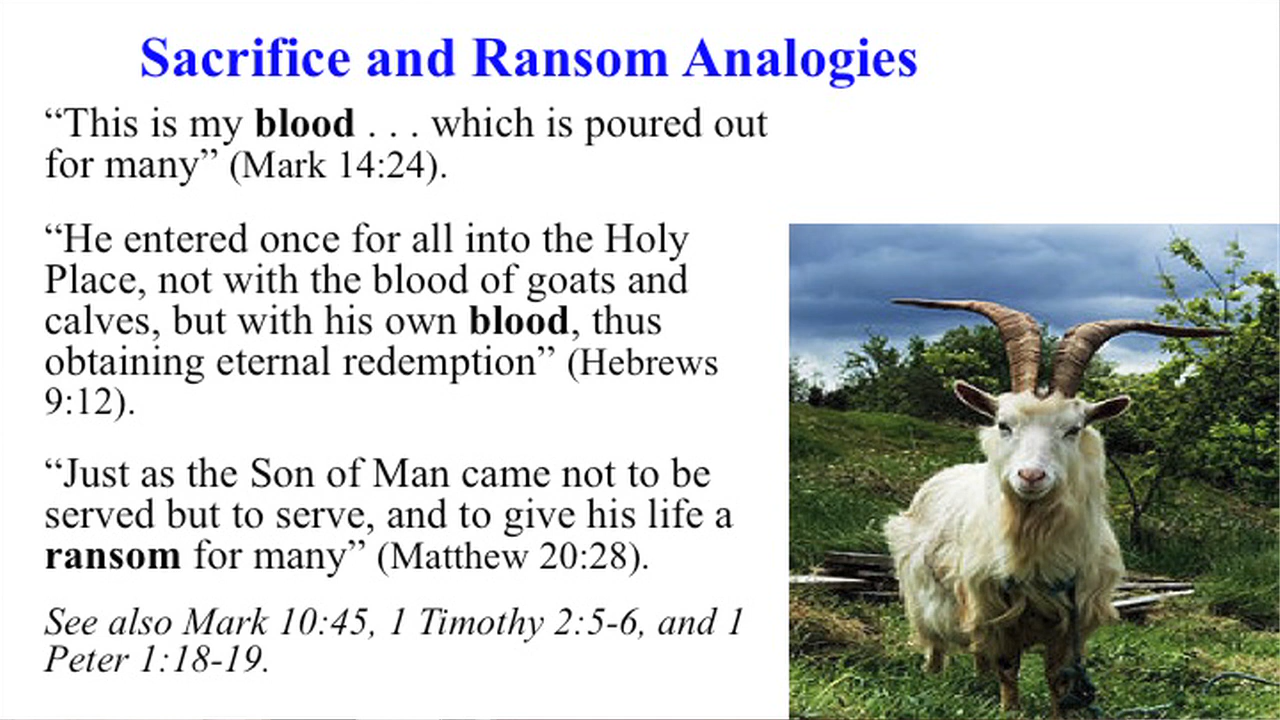 Sacrifice and Ransom Analogies
“This is my blood . . . which is poured out
for many” (Mark 14:24).
“He entered once for all into the Holy
Place, not with the blood of goats and
calves, but with his own blood, thus
obtaining eternal redemption” (Hebrews
9:12).
“Just as the Son of Man came not to be
served but to serve, and to give his life a
ransom for many” (Matthew 20:28).
See also Mark 10:45, 1 Timothy 2:5-6, and 1
Peter 1:18-19.